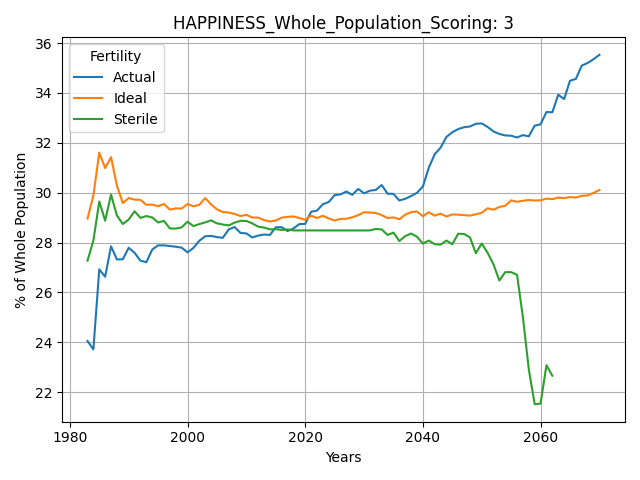 HAPPINESS_Whole_Population_Scoring: 3
36
34
32
30
28
26
24
22
% of Whole Population
Fertility
Actual
Ideal
Sterile
1980
2000
2020
2040
2060
Years